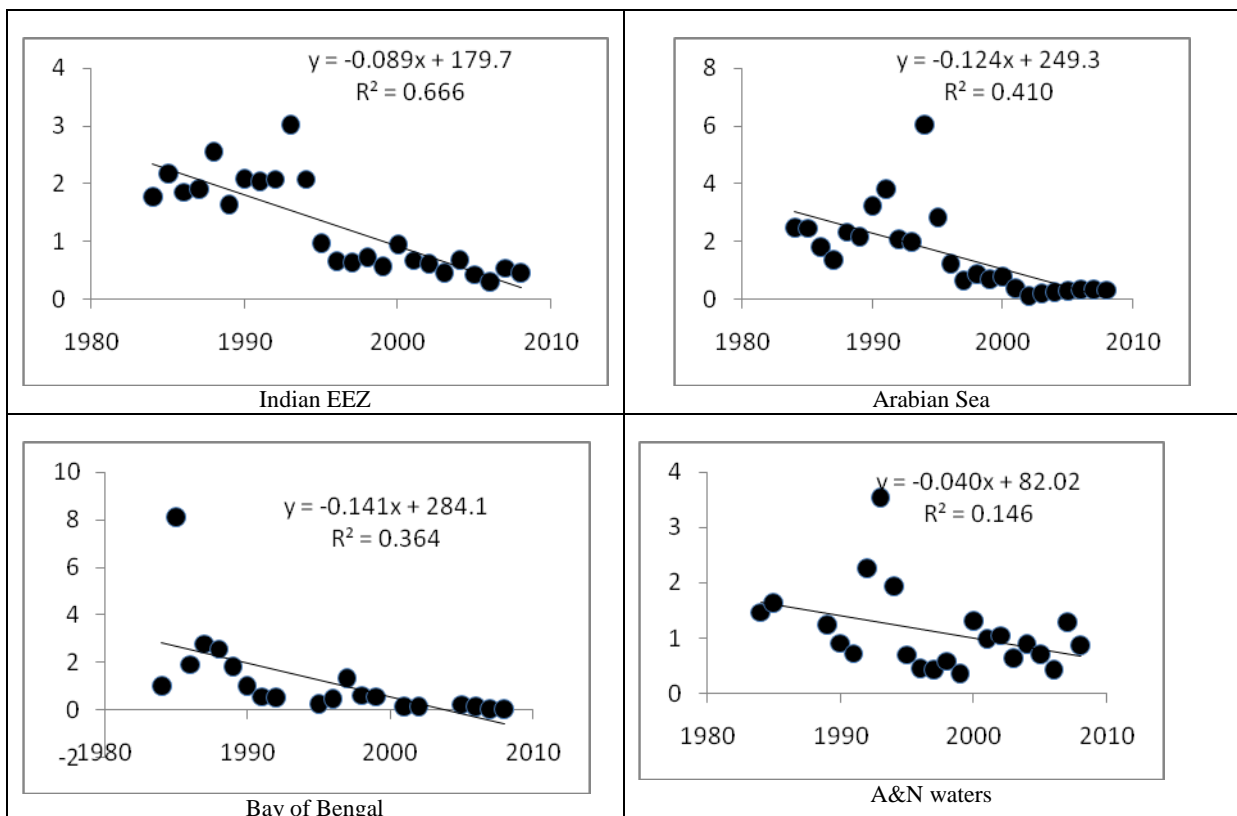 y = -0.089x + 179.7
R² = 0.666
4
3
2
1
0
1980 1990 2000 2010
Indian EEZ
y = -0.124x + 249.3
R² = 0.410
8
6
4
2
0
1980 1990 2000 2010
Arabian Sea
y = -0.141x + 284.1
R² = 0.364
10
8
6
4
2
0
-2
1980 1990 2000 2010
Bay of Bengal
y = -0.040x + 82.02
R² = 0.146
4
3
2
1
0
1980 1990 2000 2010
A&N waters